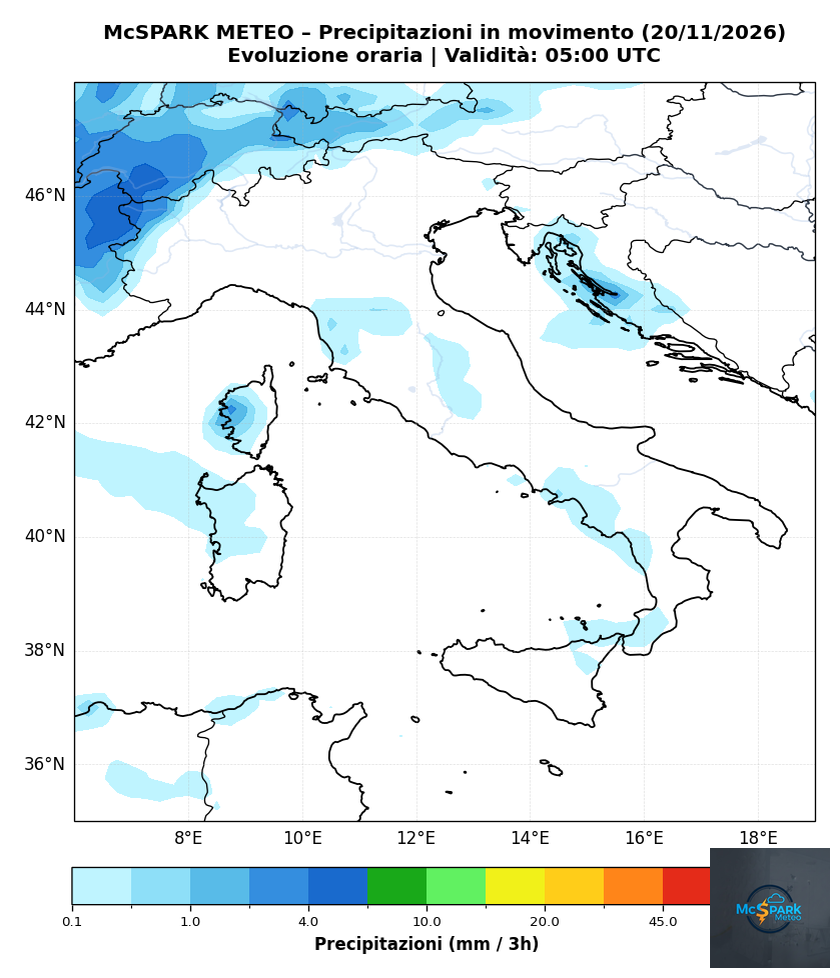 McSPARK METEO – Precipitazioni in movimento (20/11/2026)
Evoluzione oraria | Validità: 05:00 UTC
46°N
44°N
42°N
40°N
38°N
36°N
8°E 10°E 12°E 14°E 16°E 18°E
0.1 1.0 4.0 10.0 20.0 45.0
Precipitazioni (mm / 3h)
McSPARK
Meteo